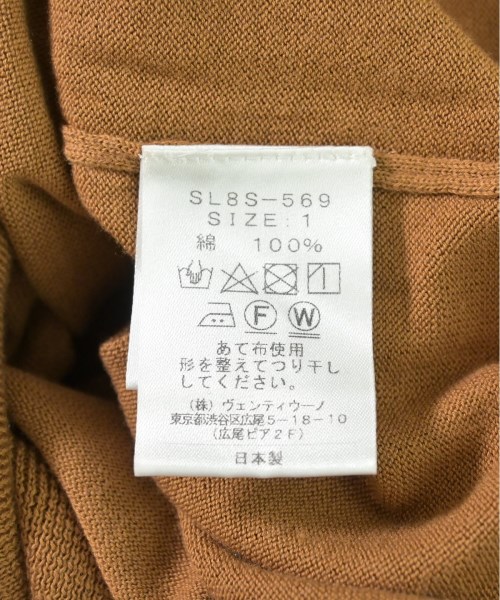 SL8S-569
SIZE:1
綿 100%
F W
あて布使用
形を整えてつり干し
してください。
(株) ヴェンティウーノ
東京都渋谷区広尾5-18-10
(広尾ピア2F)
日本製